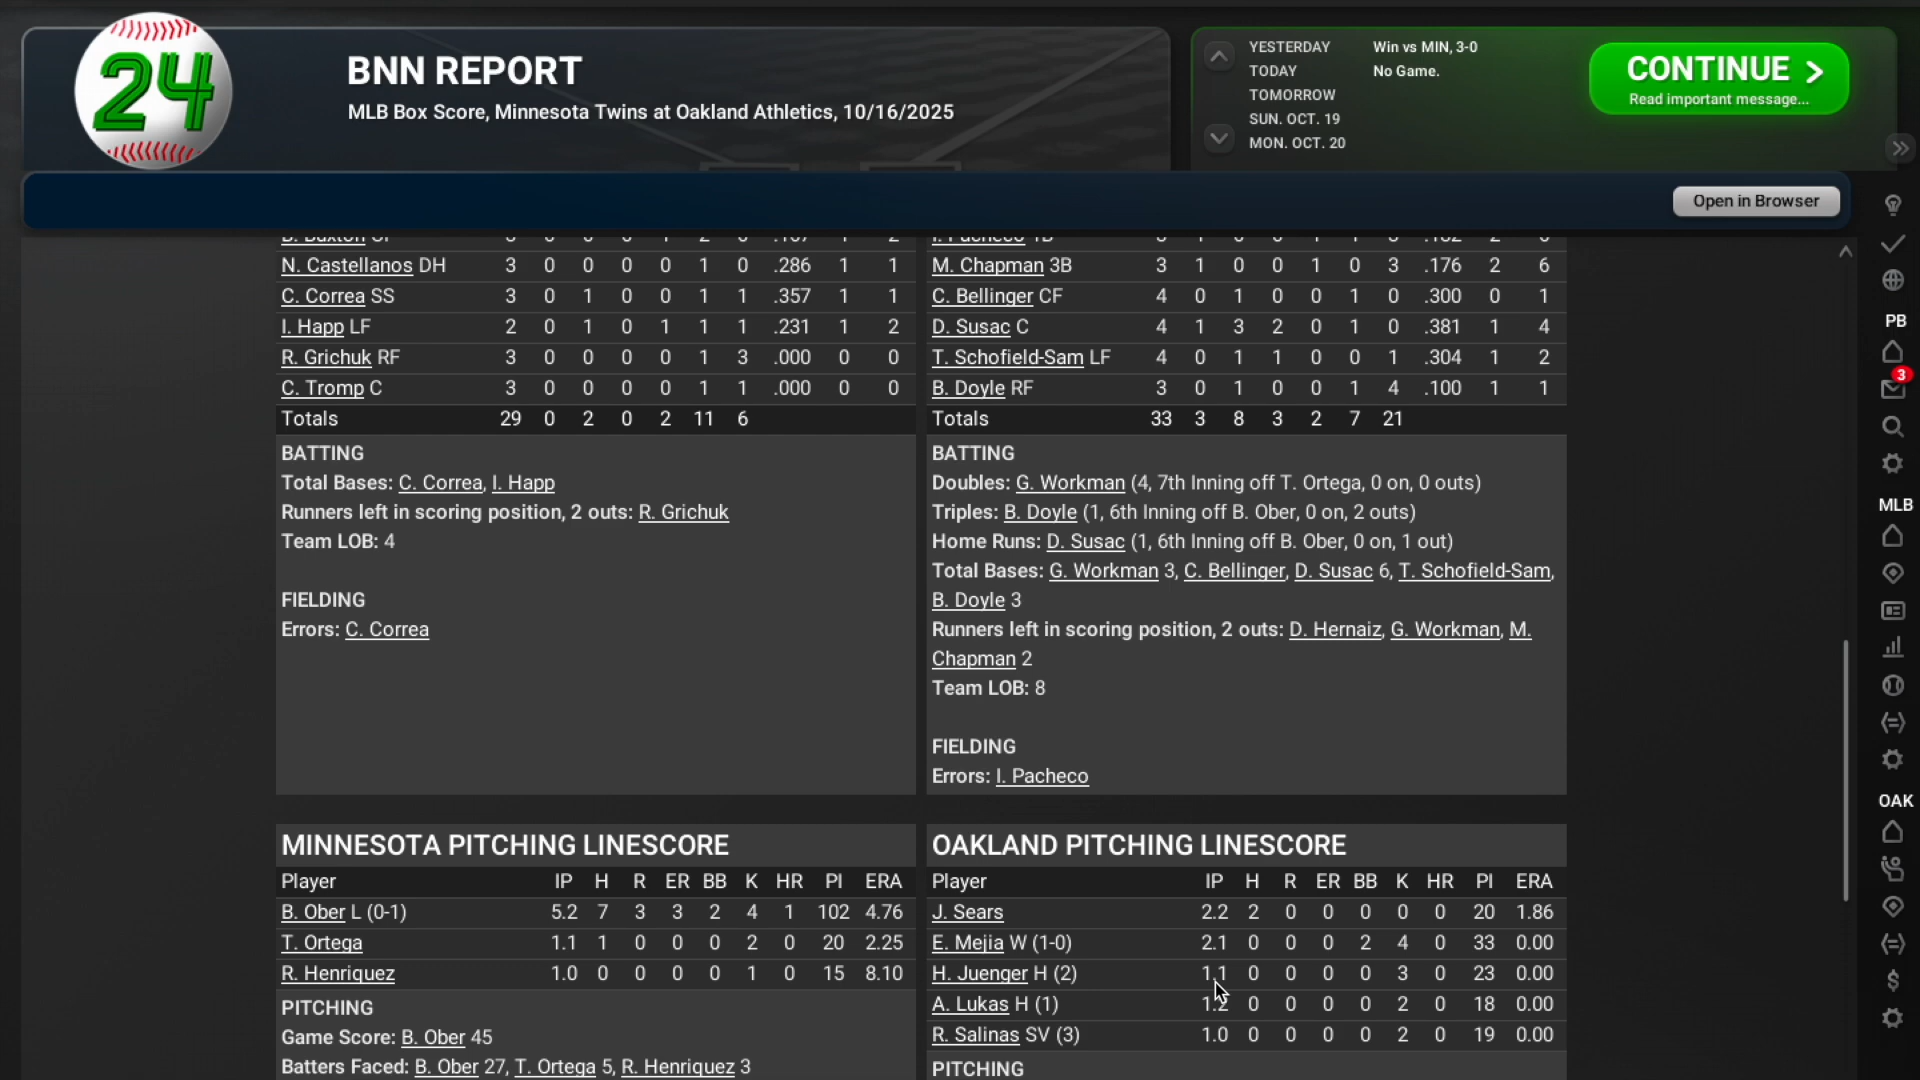 24
BNN REPORT
MLB Box Score, Minnesota Twins at Oakland Athletics, 10/16/2025
YESTERDAY Win vs MIN, 3-0
TODAY No Game.
TOMORROW
SUN. OCT. 19
MON. OCT. 20
CONTINUE
Read important message...
Open in Browser
N. Castellanos DH 3 0 0 0 0 1 0 .286 1 1
C. Correa SS 3 0 1 0 0 1 1 .357 1 1
I. Happ LF 2 0 1 0 1 1 1 .231 1 2
R. Grichuk RF 3 0 0 0 0 1 3 .000 0 0
C. Tromp C 3 0 0 0 0 1 1 .000 0 0
Totals 29 0 2 0 2 11 6
BATTING
Total Bases: C. Correa, I. Happ
Runners left in scoring position, 2 outs: R. Grichuk
Team LOB: 4
FIELDING
Errors: C. Correa
M. Chapman 3B 3 1 0 0 1 0 3 .176 2 6
C. Bellinger CF 4 0 1 0 0 1 0 .300 0 1
D. Susac C 4 1 3 2 0 1 0 .381 1 4
T. Schofield-Sam LF 4 0 1 1 0 0 1 .304 1 2
B. Doyle RF 3 0 1 0 0 1 4 .100 1 1
Totals 33 3 8 3 2 7 21
BATTING
Doubles: G. Workman (4, 7th Inning off T. Ortega, 0 on, 0 outs)
Triples: B. Doyle (1, 6th Inning off B. Ober, 0 on, 2 outs)
Home Runs: D. Susac (1, 6th Inning off B. Ober, 0 on, 1 out)
Total Bases: G. Workman 3, C. Bellinger, D. Susac 6, T. Schofield-Sam,
B. Doyle 3
Runners left in scoring position, 2 outs: D. Hernaiz, G. Workman, M.
Chapman 2
Team LOB: 8
FIELDING
Errors: I. Pacheco
MINNESOTA PITCHING LINESCORE
Player IP H R ER BB K HR PI ERA
B. Ober L (0-1) 5.2 7 3 3 2 4 1 102 4.76
T. Ortega 1.1 1 0 0 0 2 0 20 2.25
R. Henriquez 1.0 0 0 0 0 1 0 15 8.10
PITCHING
Game Score: B. Ober 45
Batters Faced: B. Ober 27, T. Ortega 5, R. Henriquez 3
OAKLAND PITCHING LINESCORE
Player IP H R ER BB K HR PI ERA
J. Sears 2.2 2 0 0 0 0 0 20 1.86
E. Mejia W (1-0) 2.1 0 0 0 2 4 0 33 0.00
H. Juenger H (2) 1.1 0 0 0 0 3 0 23 0.00
A. Lukas H (1) 1.2 0 0 0 0 2 0 18 0.00
R. Salinas SV (3) 1.0 0 0 0 0 2 0 19 0.00
PITCHING
PB
3
MLB
OAK